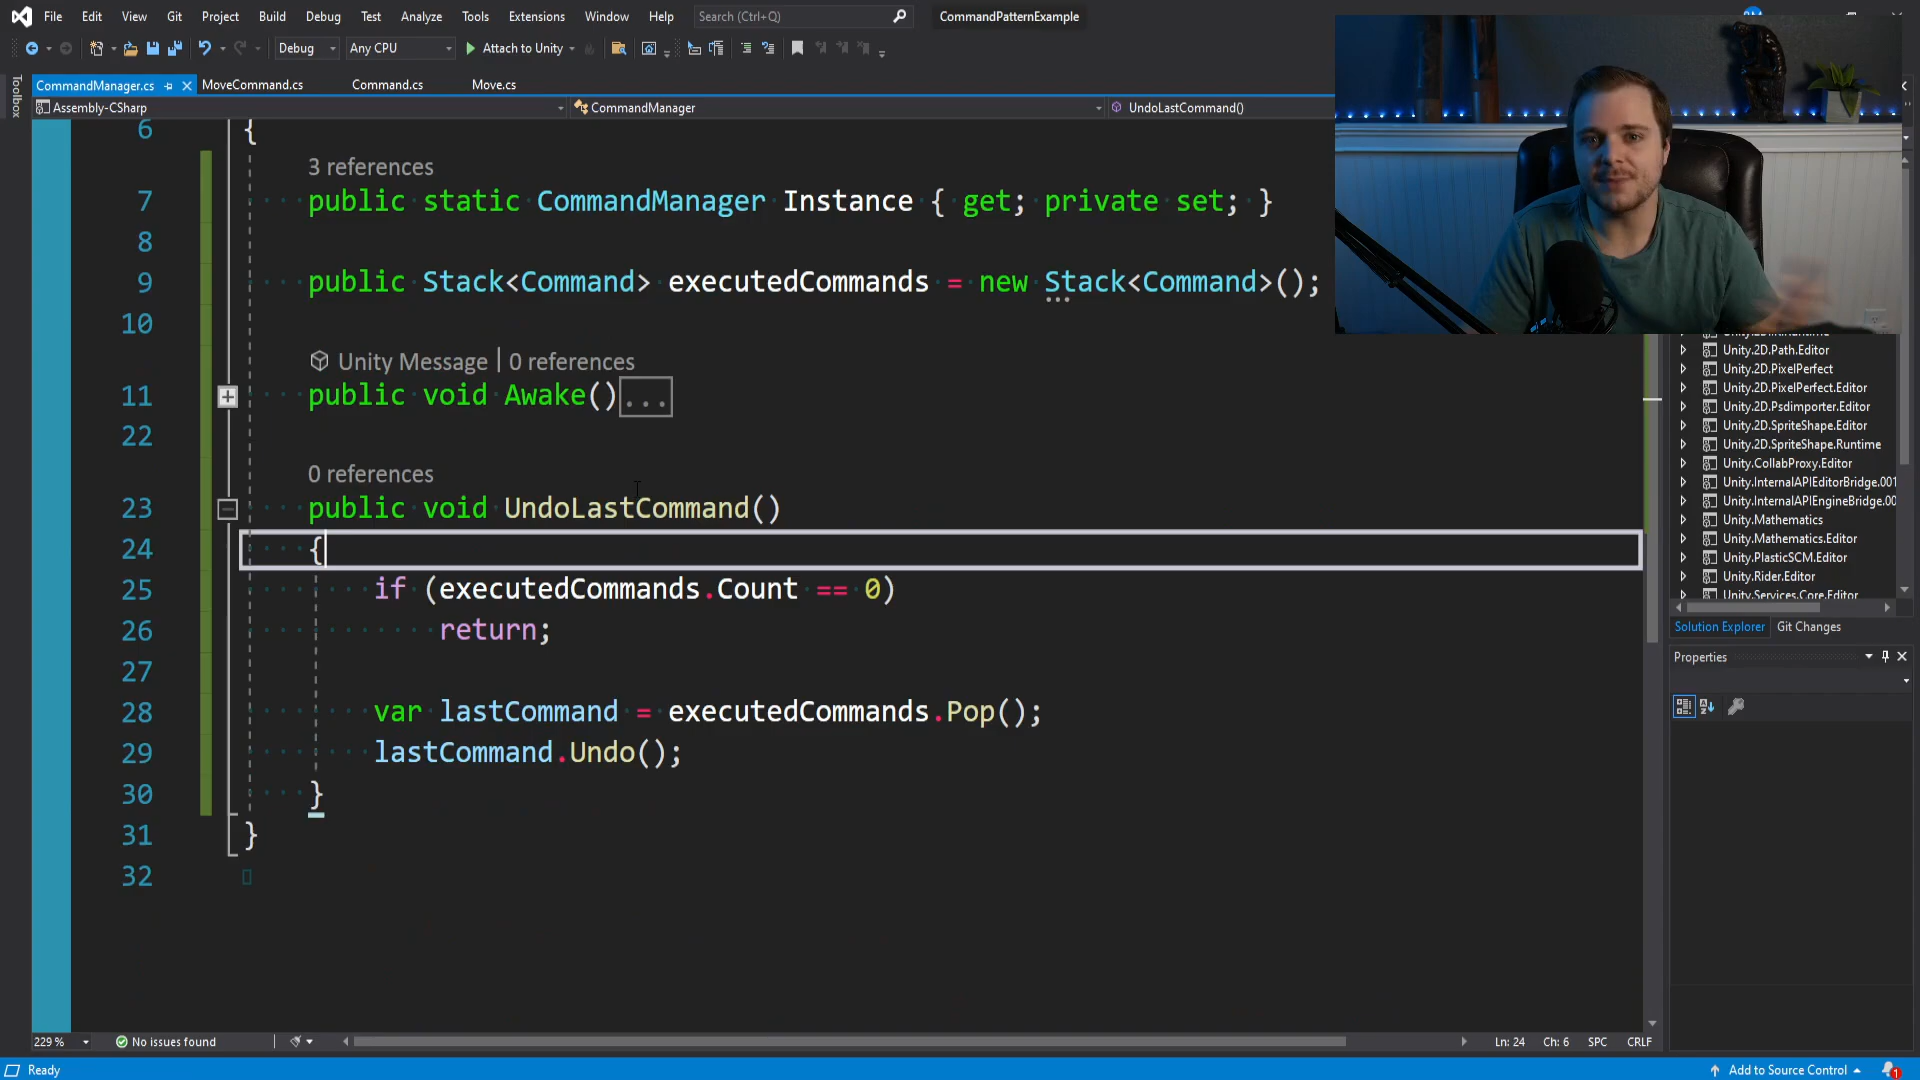 File Edit View Git Project Build Debug Test Analyze Tools Extensions Window Help Search (Ctrl+Q) CommandPatternExample
Debug Any CPU Attach to Unity
Toolbox
CommandManager.cs MoveCommand.cs Command.cs Move.cs
Assembly-CSharp CommandManager UndoLastCommand()
6 {
3 references
7 public static CommandManager Instance { get; private set; }
8
9 public Stack<Command> executedCommands = new Stack<Command>();
10
Unity Message | 0 references
11 public void Awake()...
22
0 references
23 public void UndoLastCommand()
24 {
25 if (executedCommands.Count == 0)
26 return;
27
28 var lastCommand = executedCommands.Pop();
29 lastCommand.Undo();
30 }
31 }
32
Unity.2D.Path.Editor
Unity.2D.PixelPerfect
Unity.2D.PixelPerfect.Editor
Unity.2D.Psdimporter.Editor
Unity.2D.SpriteShape.Editor
Unity.2D.SpriteShape.Runtime
Unity.CollabProxy.Editor
Unity.InternalAPIEditorBridge.001
Unity.InternalAPIEngineBridge.00
Unity.Mathematics
Unity.Mathematics.Editor
Unity.PlasticSCM.Editor
Unity.Rider.Editor
Unity.Services.Core.Editor
Solution Explorer Git Changes
Properties
229 % No issues found Ln: 24 Ch: 6 SPC CRLF
Ready Add to Source Control 1